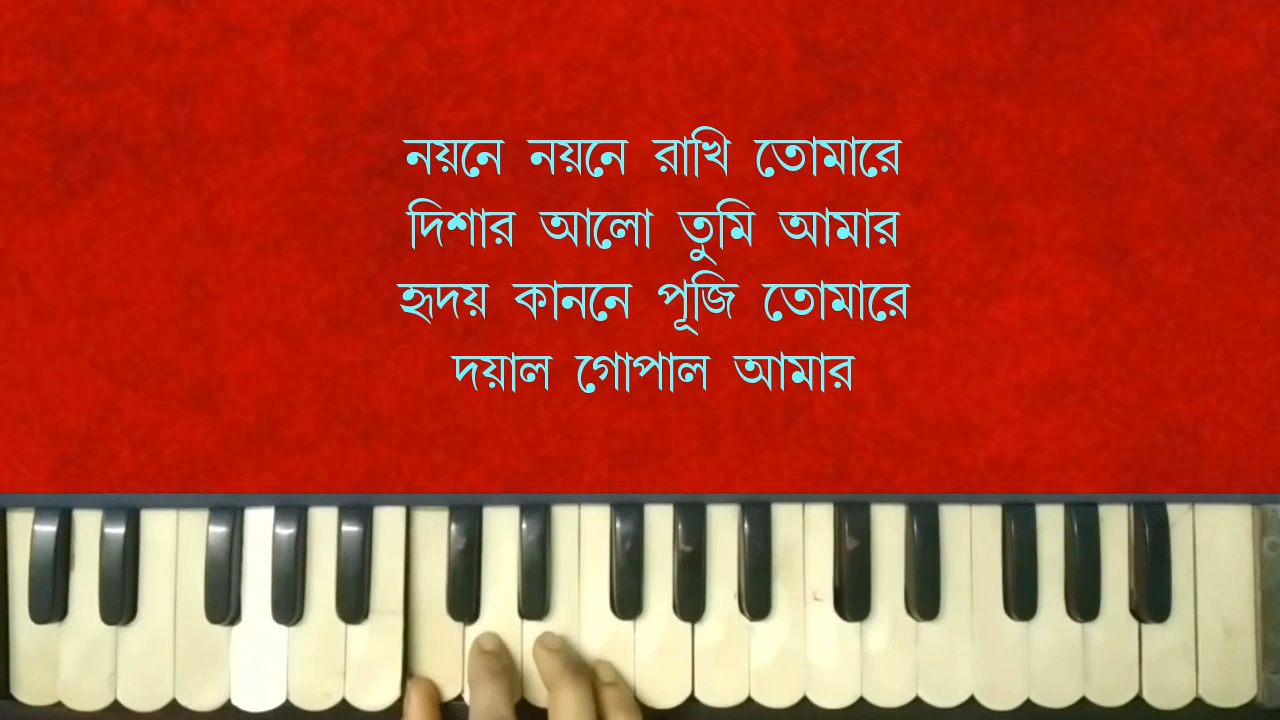 নয়নে নয়নে রাখি তোমারে
দিশার আলো তুমি আমার
হৃদয় কাননে পূজি তোমারে
দয়াল গোপাল আমার